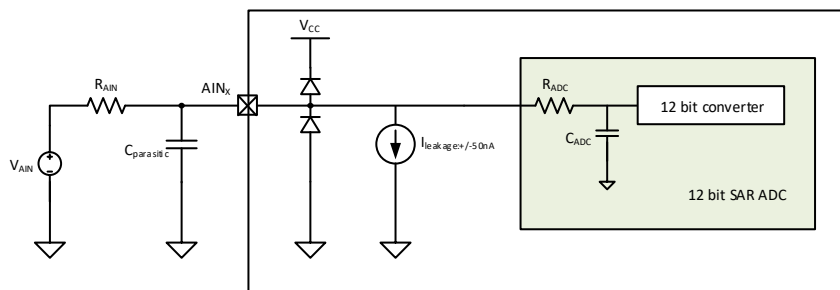 V_CC
R_AIN
AIN_X
R_ADC
12 bit converter
C_parasitic
I_leakage:+/-50nA
C_ADC
V_AIN
12 bit SAR ADC